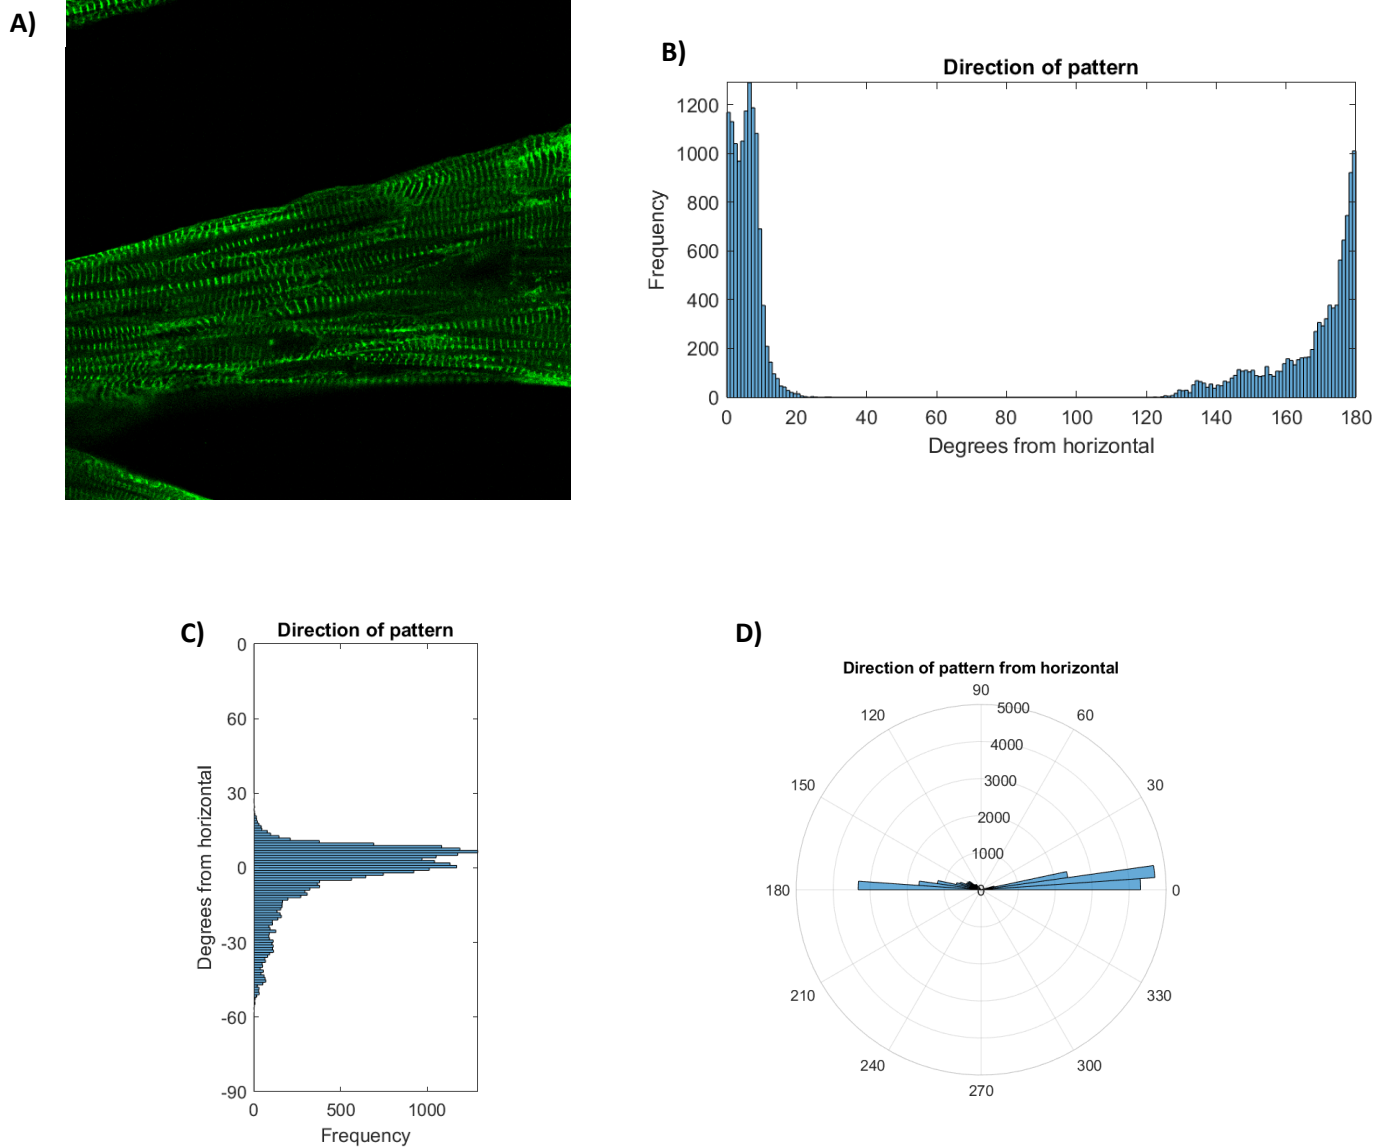 A)
B)
Direction of pattern
1200
1000
800
600
400
200
0
Frequency
0 20 40 60 80 100 120 140 160 180
Degrees from horizontal
C)
Direction of pattern
0
60
30
0
-30
-60
-90
Degrees from horizontal
0 500 1000
Frequency
D)
Direction of pattern from horizontal
90
120 5000 60
4000
150 3000 30
2000
1000
180 0 0
210 330
240 300
270